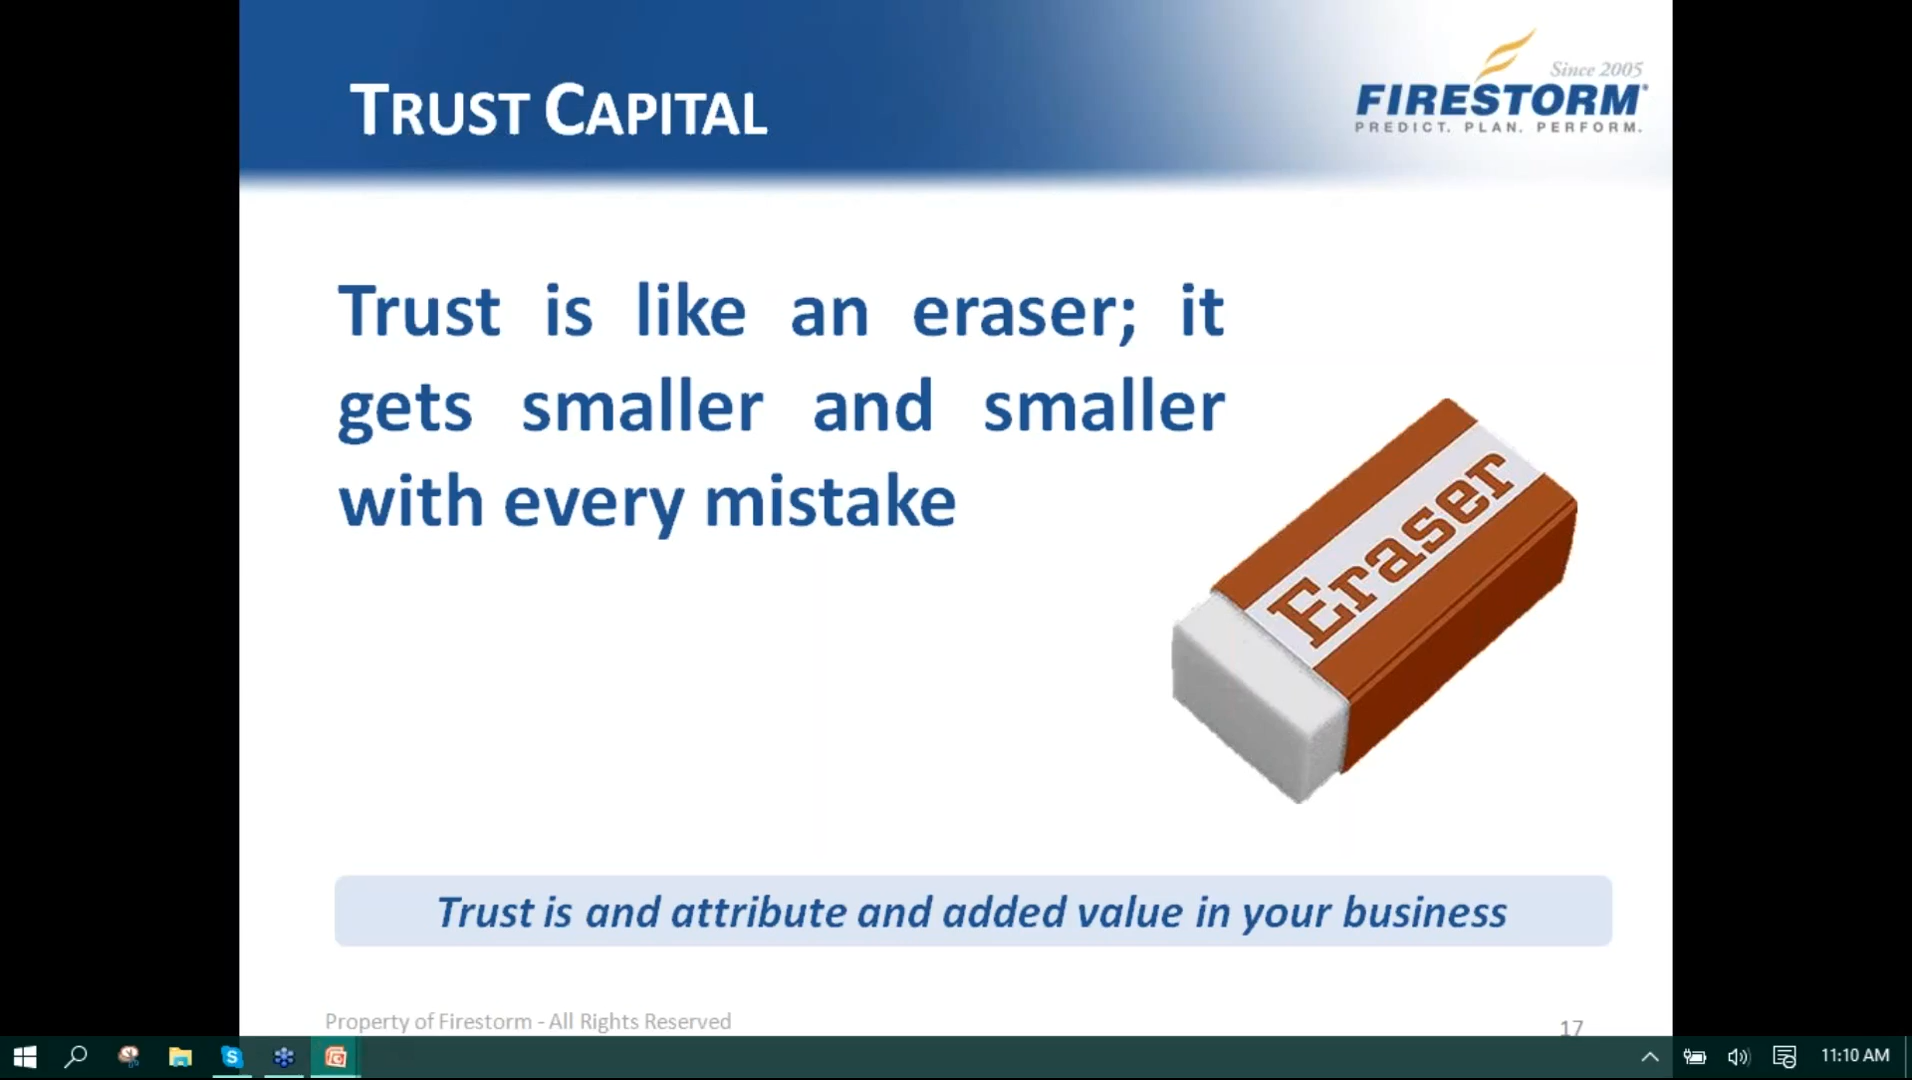 TRUST CAPITAL
Since 2005
FIRESTORM®
PREDICT. PLAN. PERFORM.
Trust is like an eraser; it
gets smaller and smaller
with every mistake
Eraser
Trust is and attribute and added value in your business
Property of Firestorm - All Rights Reserved
17
11:10 AM